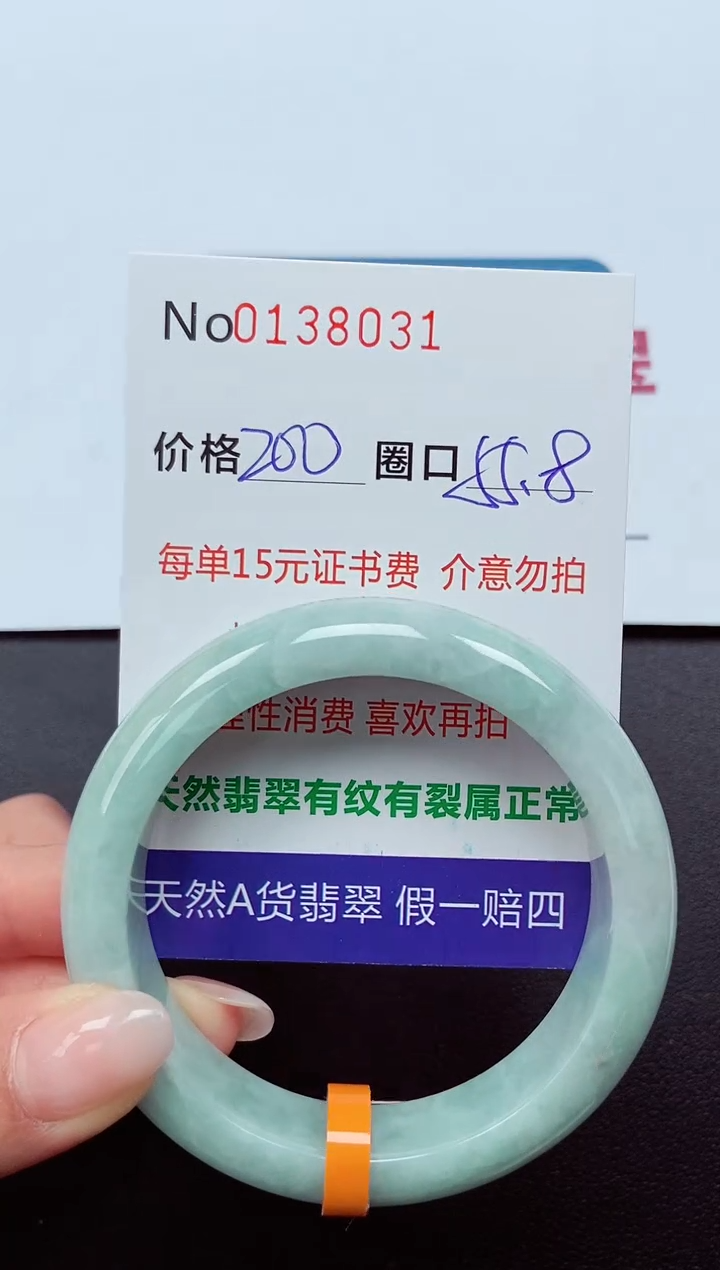 No0138031
价格200 圈口55.8
每单15元证书费 介意勿拍
性消费 喜欢再拍
天然翡翠有纹有裂属正常
天然A货翡翠 假一赔四